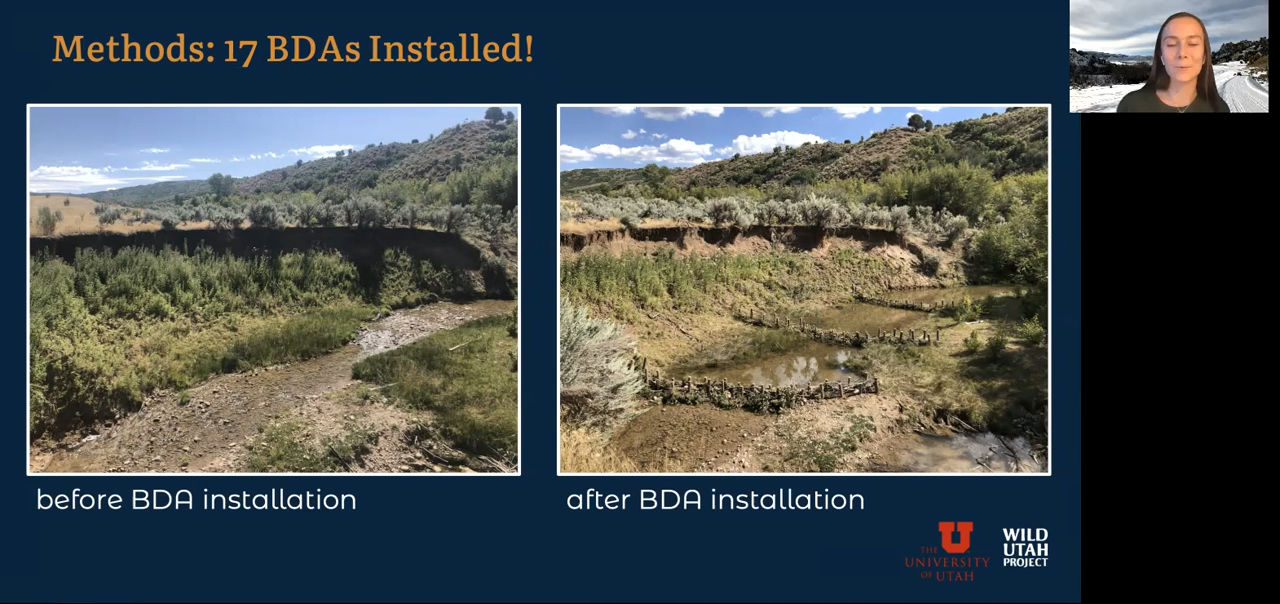 Methods: 17 BDAs Installed!
before BDA installation
after BDA installation
THE
UNIVERSITY
OF UTAH
WILD
UTAH
PROJECT